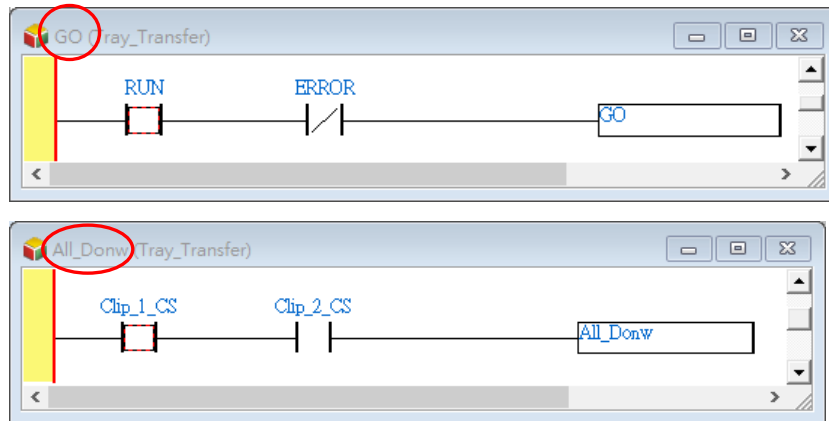 GO (Tray_Transfer)
RUN ERROR
GO
All_Donw (Tray_Transfer)
Clip_1_CS Clip_2_CS
All_Donw